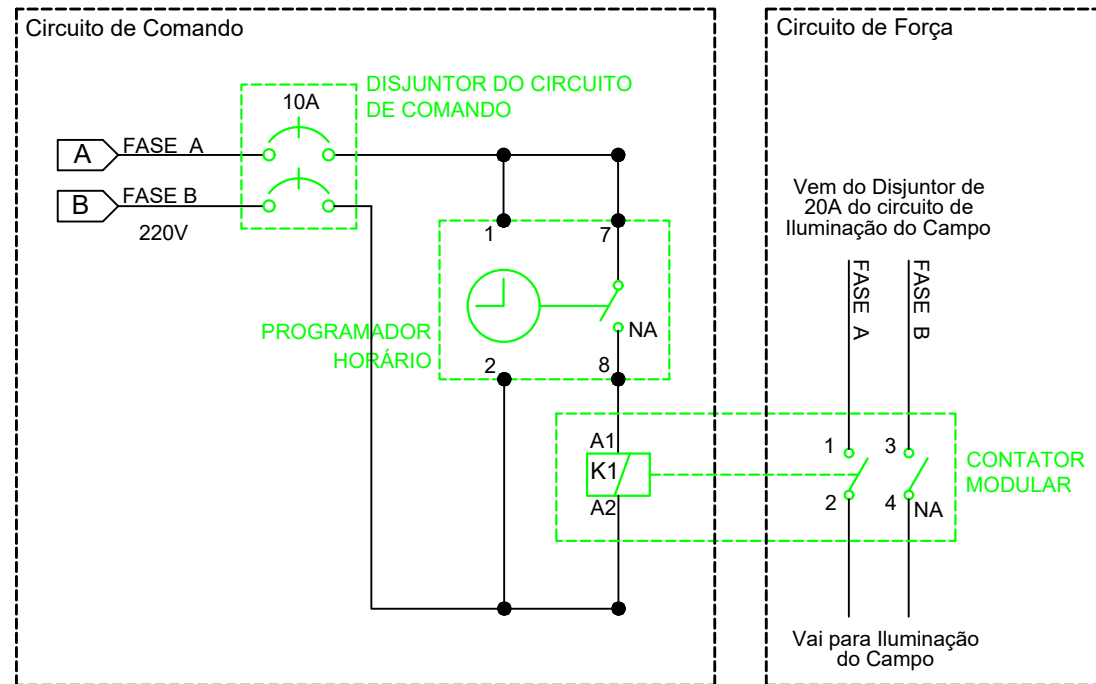 Circuito de Comando
Circuito de Força
DISJUNTOR DO CIRCUITO
DE COMANDO
10A
A
FASE A
B
FASE B
220V
1
7
PROGRAMADOR
HORÁRIO
NA
2
8
A1
K1
A2
Vem do Disjuntor de
20A do circuito de
Iluminação do Campo
FASE A
FASE B
1
3
2
4
NA
CONTATOR
MODULAR
Vai para Iluminação
do Campo